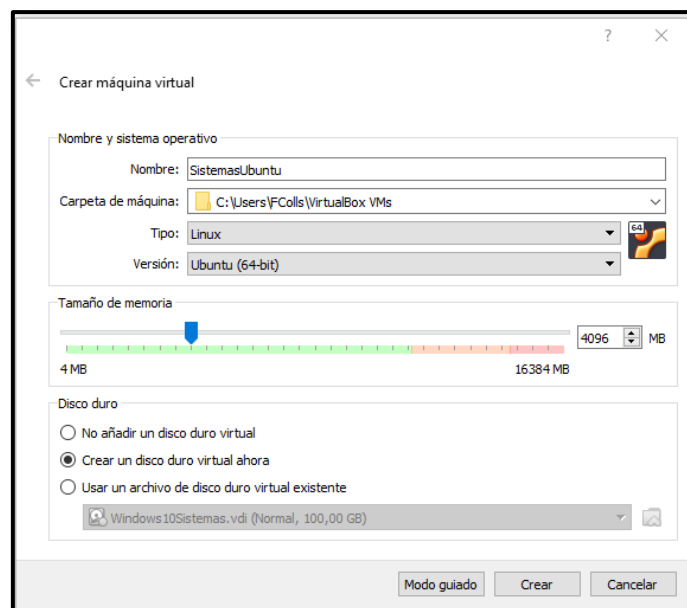 ?
Crear máquina virtual
Nombre y sistema operativo
Nombre: SistemasUbuntu
Carpeta de máquina: C:\Users\FColls\VirtualBox VMs
Tipo: Linux
64
Versión: Ubuntu (64-bit)
Tamaño de memoria
4096 MB
4 MB 16384 MB
Disco duro
No añadir un disco duro virtual
Crear un disco duro virtual ahora
Usar un archivo de disco duro virtual existente
Windows10Sistemas.vdi (Normal, 100,00 GB)
Modo guiado Crear Cancelar